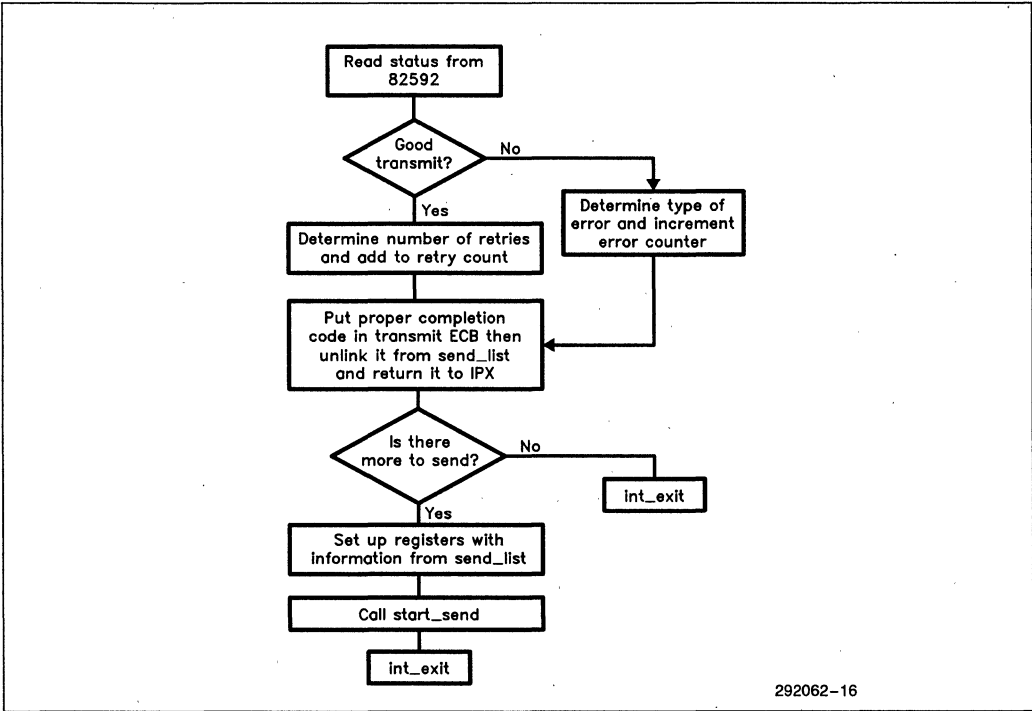 Read status from
82592
Good
transmit?
No
Yes
Determine type of
error and increment
error counter
Determine number of retries
and add to retry count
Put proper completion
code in transmit ECB then
unlink it from send_list
and return it to IPX
Is there
more to send?
No
int_exit
Yes
Set up registers with
information from send_list
Call start_send
int_exit
292062-16